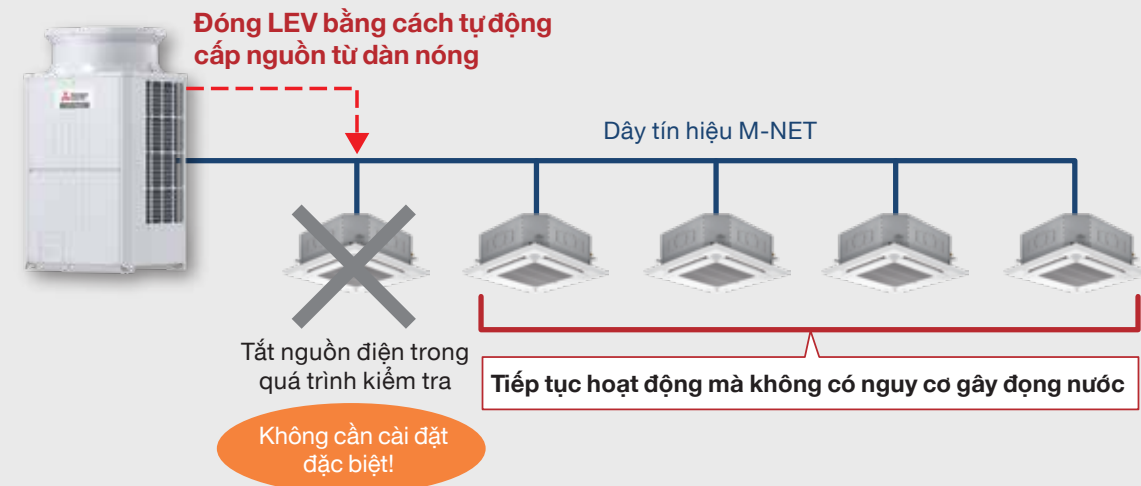 Đóng LEV bằng cách tự động
cấp nguồn từ dàn nóng
Dây tín hiệu M-NET
Tắt nguồn điện trong
quá trình kiểm tra
Tiếp tục hoạt động mà không có nguy cơ gây đọng nước
Không cần cài đặt
đặc biệt!